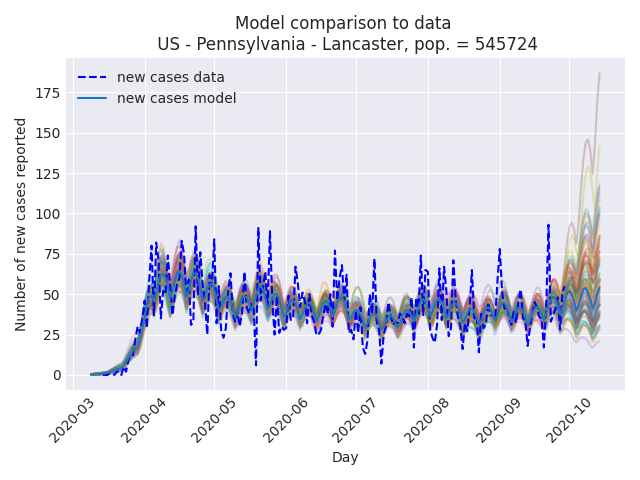 Model comparison to data
US - Pennsylvania - Lancaster, pop. = 545724
new cases data
new cases model
Number of new cases reported
175
150
125
100
75
50
25
0
2020-03
2020-04
2020-05
2020-06
2020-07
2020-08
2020-09
2020-10
Day